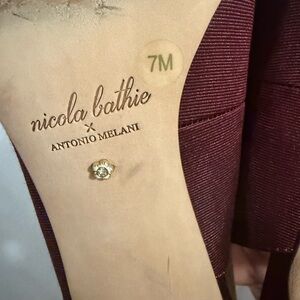 7M
nicola bathie
X
ANTONIO MELANI